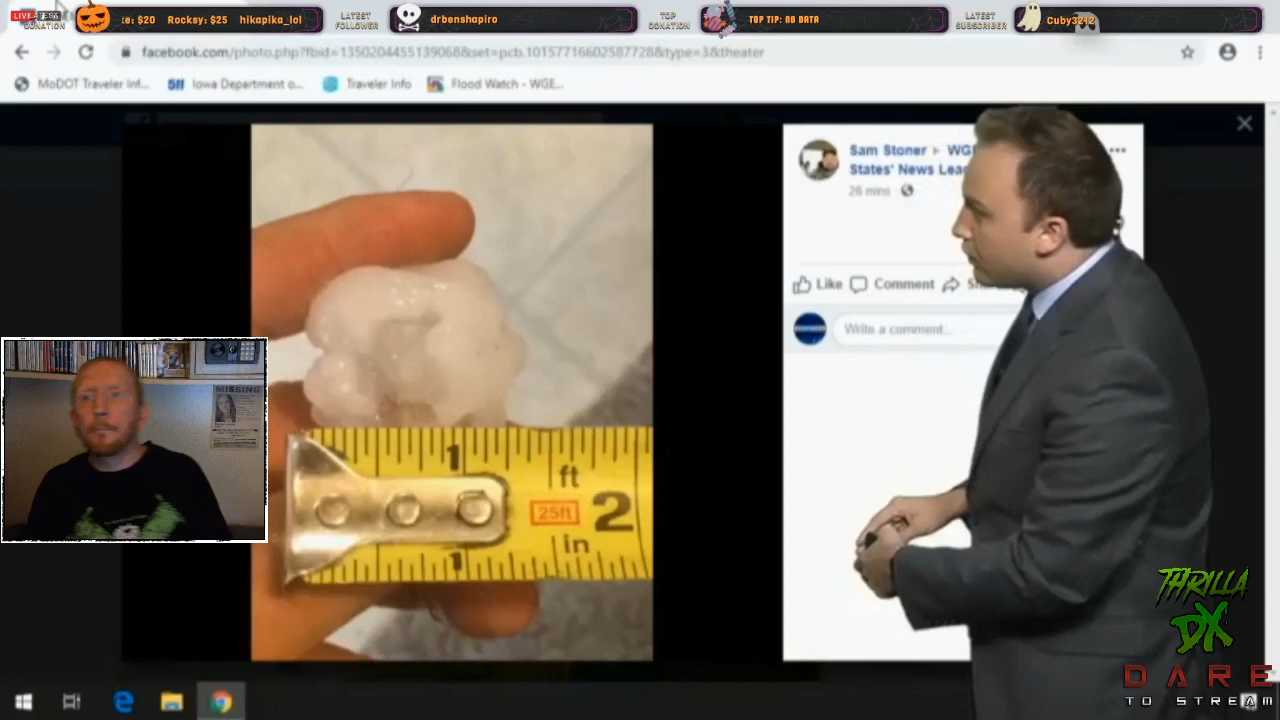 LIVE
DONATION
:e: $20 Rocksy: $25 hikapika_lol
LATEST
FOLLOWER
drbenshapiro
TOP
DONATION
TOP TIP: NO DATA
LATEST
SUBSCRIBER
Cuby3212
facebook.com/photo.php?fbid=1350204455139068&set=pcb.10157716602587728&type=3&theater
MoDOT Traveler Inf...
511 Iowa Department o...
Traveler Info
Flood Watch - WGE...
Sam Stoner ▸ WG
States' News Lea
26 mins
Like Comment
Write a comment...
MISSING
1
ft
25ft
2
in
1
THRILLA
DX
DARE
TO STREAM